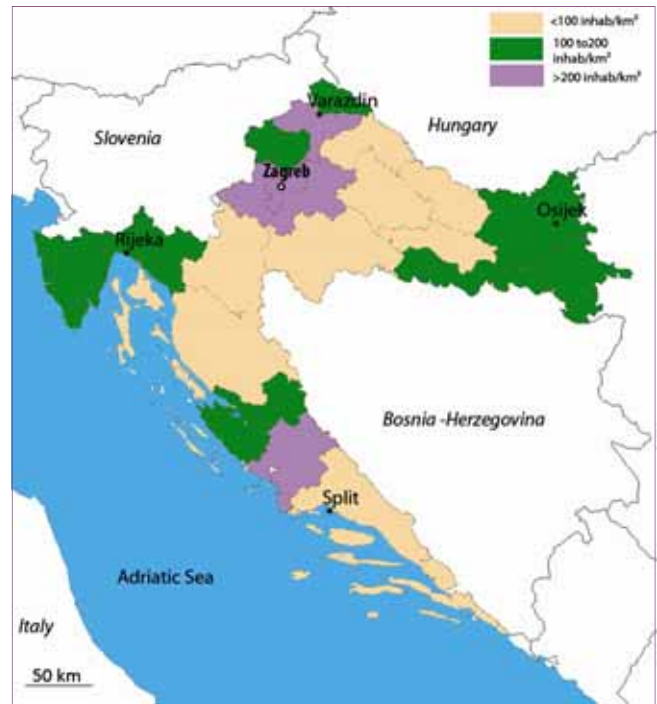 <100 inhab/km²
100 to200
inhab/km²
>200 inhab/km²
Varazdin
Slovenia
Hungary
Zagreb
Osijek
Rijeka
Bosnia -Herzegovina
Split
Adriatic Sea
Italy
50 km